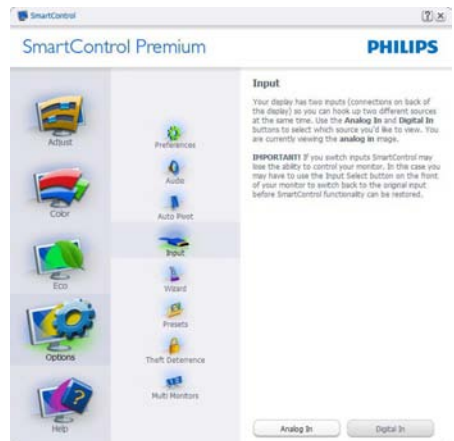 SmartControl
SmartControl Premium
PHILIPS
Adjust
Color
Eco
Options
Help
Preferences
Audio
Auto Pivot
Input
Wizard
Presets
Theft Deterrence
Multi Monitors
Input
Your display has two inputs (connections on back of
the display) so you can hook up two different sources
at the same time. Use the Analog In and Digital In
buttons to select which source you'd like to view. You
are currently viewing the analog in image.
IMPORTANT! If you switch inputs SmartControl may
lose the ability to control your monitor. In this case you
may have to use the Input Select button on the front
of your monitor to switch back to the original input
before SmartControl functionality can be restored.
Analog In
Digital In